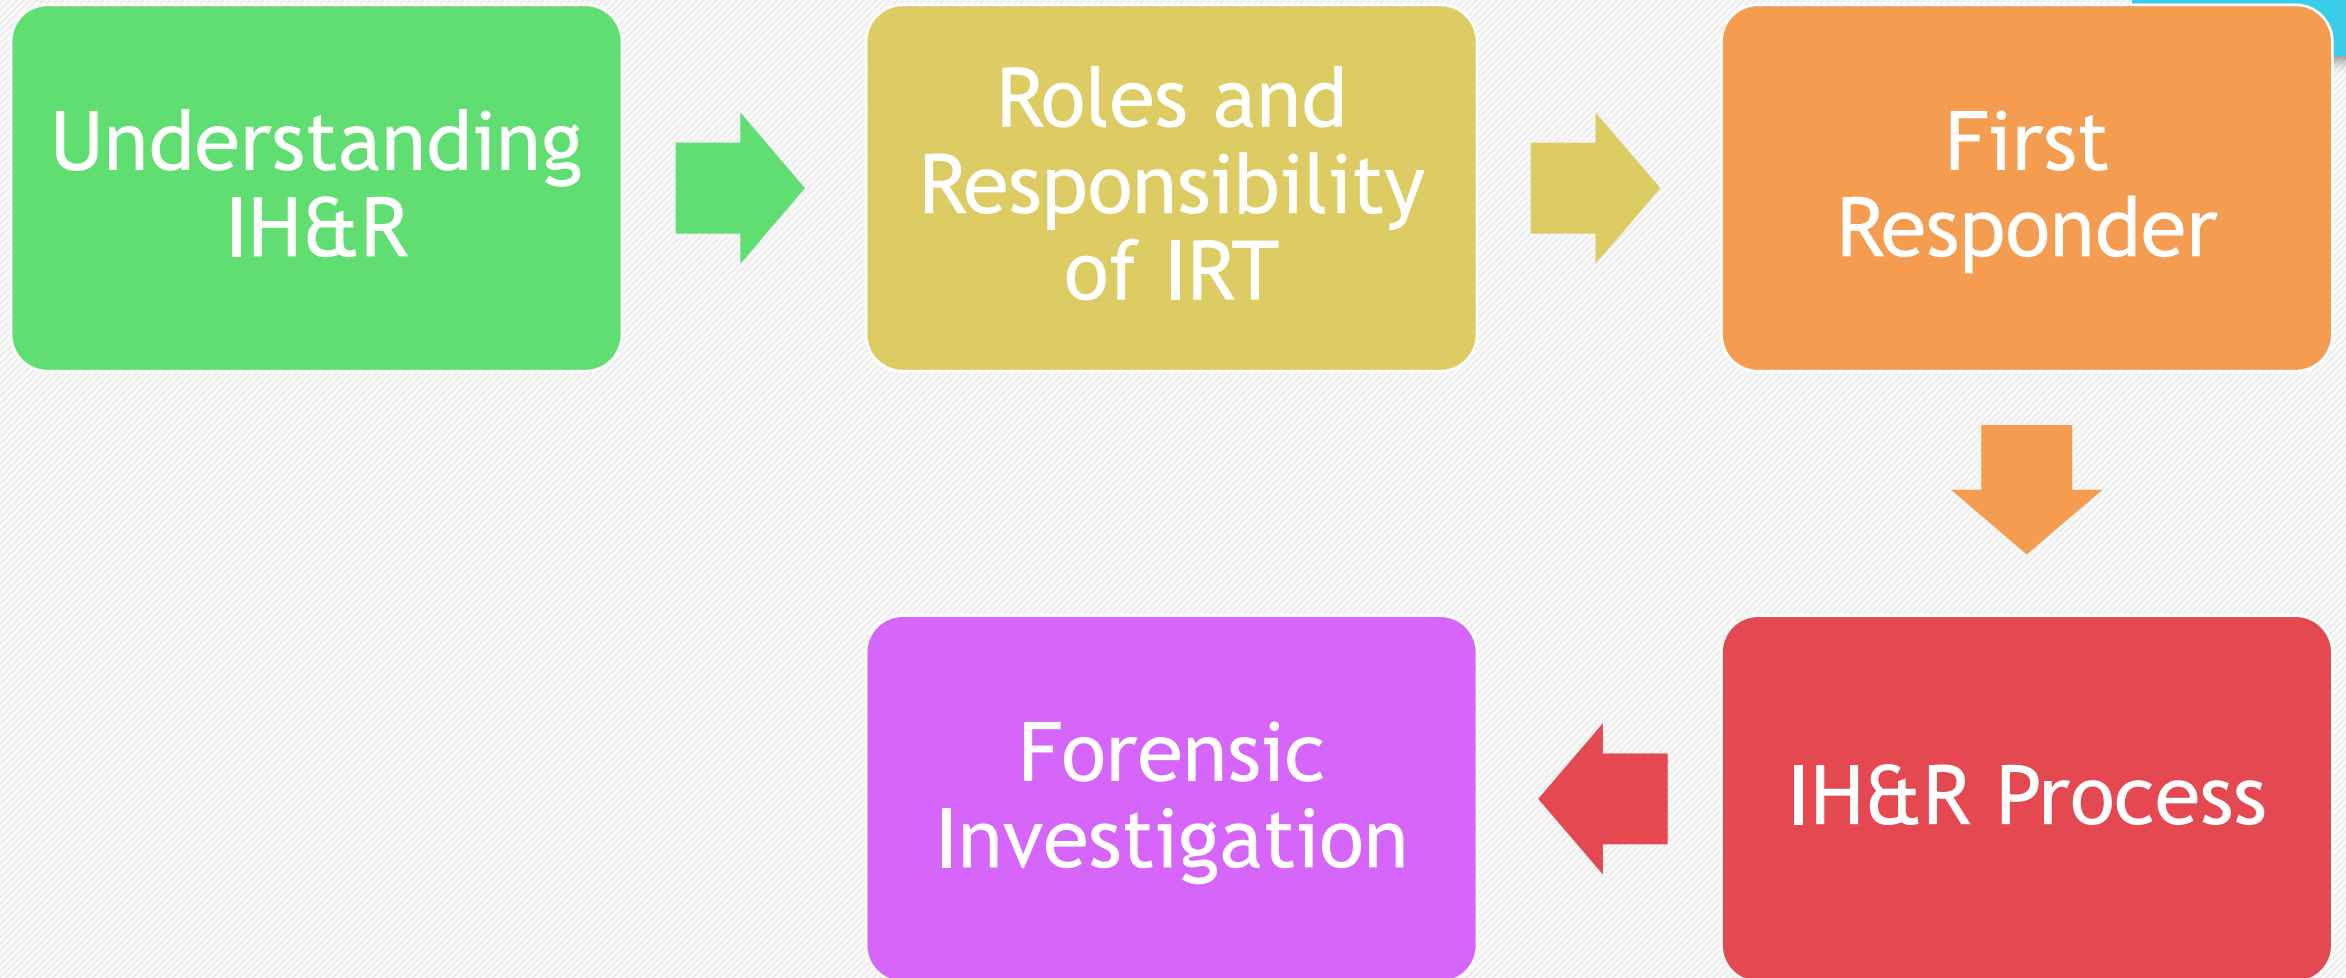 Understanding
IH&R
Roles and
Responsibility
of IRT
First
Responder
IH&R Process
Forensic
Investigation